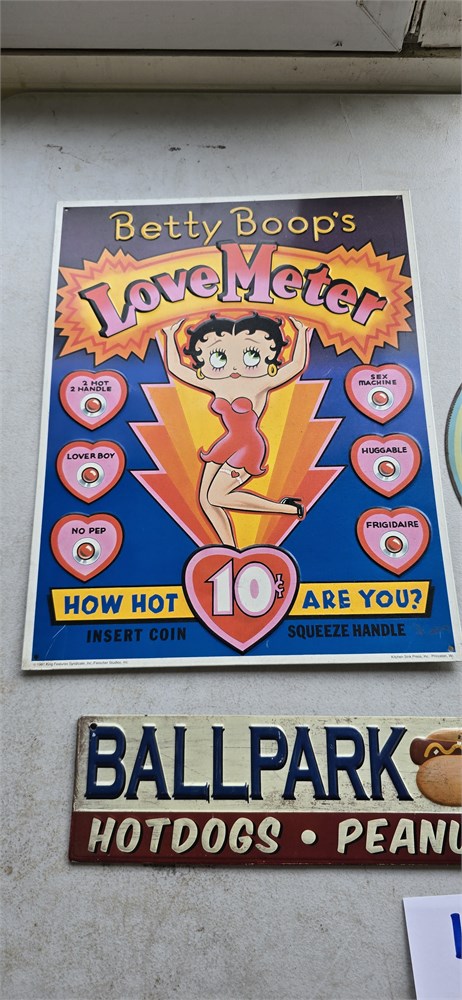 Betty Boop's
Love Meter
2 HOT
2 HANDLE
SEX
MACHINE
LOVER BOY
HUGGABLE
NO PEP
FRIGIDAIRE
10¢
HOW HOT
ARE YOU?
INSERT COIN
SQUEEZE HANDLE
BALLPARK
HOTDOGS • PEANU